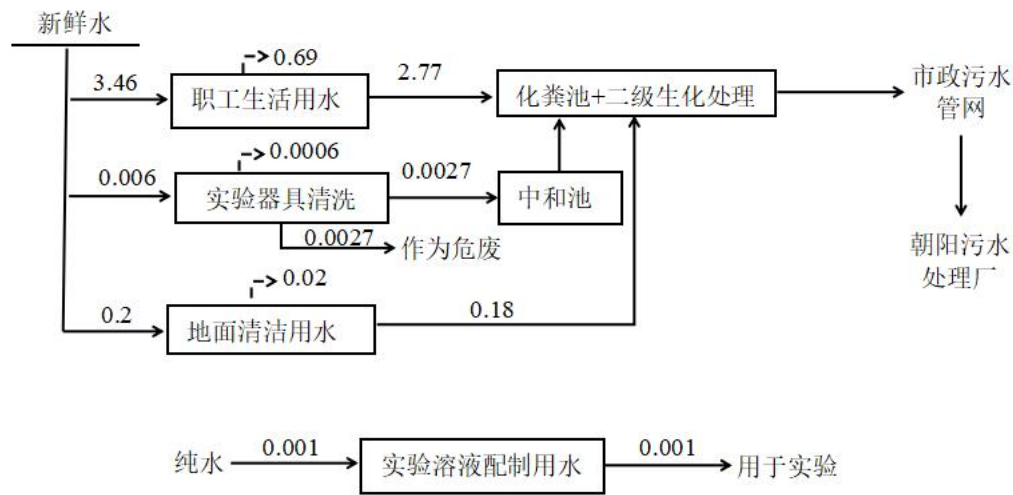 新鲜水
0.69
3.46
职工生活用水
2.77
化粪池+二级生化处理
市政污水
管网
0.0006
0.006
实验器具清洗
0.0027
中和池
0.0027
作为危废
朝阳污水
处理厂
0.02
0.2
地面清洁用水
0.18
纯水
0.001
实验溶液配制用水
0.001
用于实验